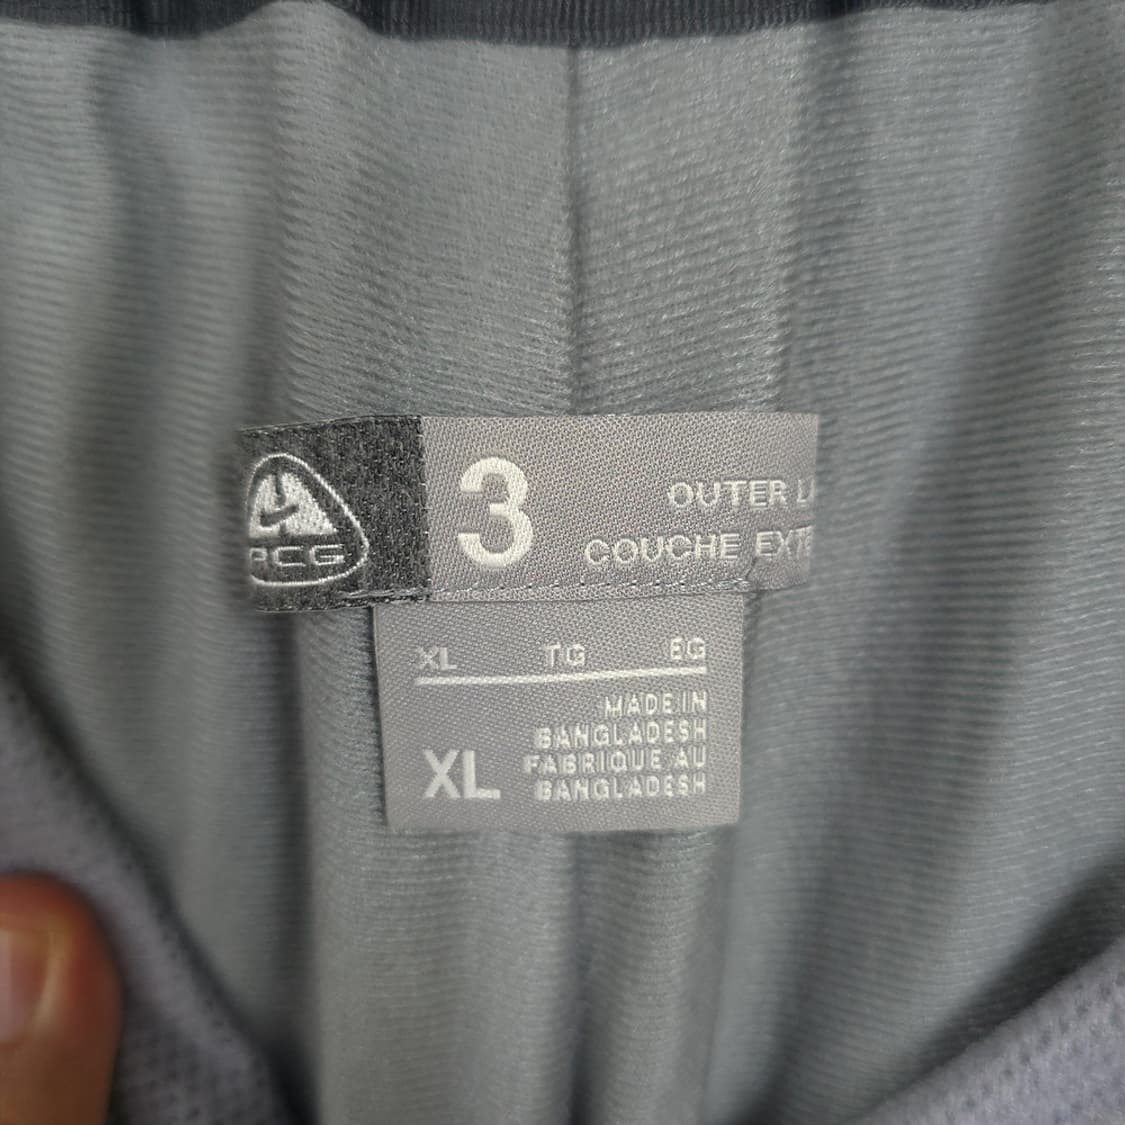 ACG
3
OUTER
COUCHE
XL TG EG
XL
MADE IN
BANGLADESH
FABRIQUE AU
BANGLADESH